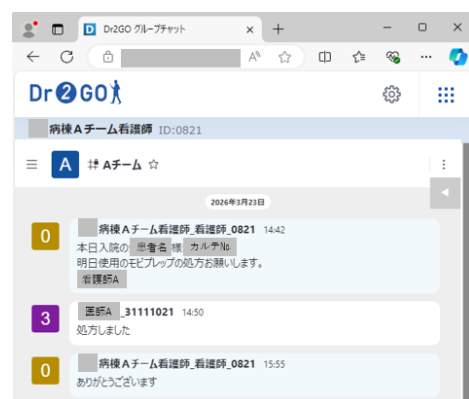 Dr2GO グループチャット
Dr2GO
病棟Aチーム看護師 ID:0821
A Aチーム
2026年3月23日
0 病棟Aチーム看護師_看護師_0821 14:42
本日入院の 患者名 様 カルテNo
明日使用のモビプレップの処方お願いします。
看護師A
3 医師A _31111021 14:50
処方しました
0 病棟Aチーム看護師_看護師_0821 15:55
ありがとうございます